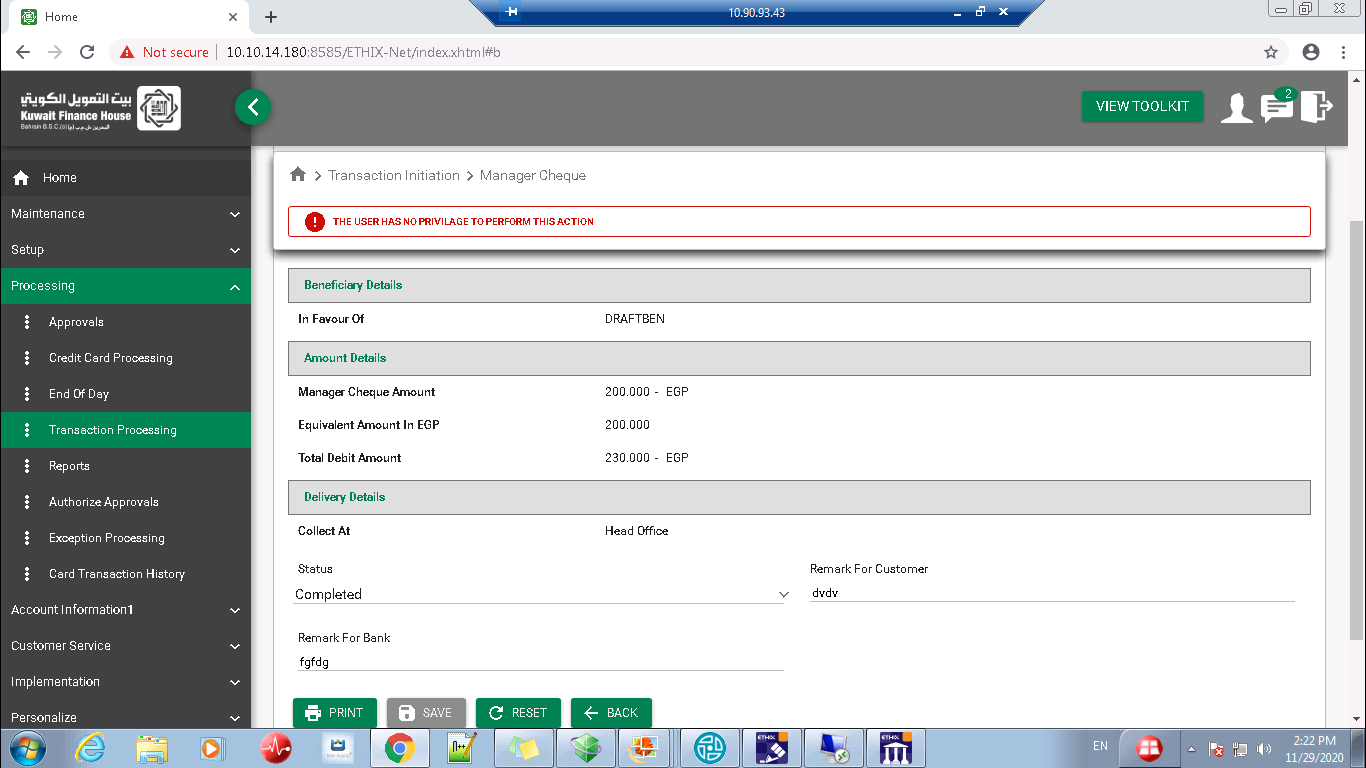 Home
10.90.93.43
Not secure
10.10.14.180:8585/ETHIX-Net/index.xhtml#b
بيت التمويل الكويتي
Kuwait Finance House
VIEW TOOLKIT
2
Home
Maintenance
Setup
Processing
Approvals
Credit Card Processing
End Of Day
Transaction Processing
Reports
Authorize Approvals
Exception Processing
Card Transaction History
Account Information1
Customer Service
Implementation
Personalize
Transaction Initiation
Manager Cheque
THE USER HAS NO PRIVILAGE TO PERFORM THIS ACTION
Beneficiary Details
In Favour Of DRAFTBEN
Amount Details
Manager Cheque Amount 200.000 - EGP
Equivalent Amount In EGP 200.000
Total Debit Amount 230.000 - EGP
Delivery Details
Collect At Head Office
Status
Completed
Remark For Customer
dvdv
Remark For Bank
fgfdg
PRINT
SAVE
RESET
BACK
ETHIX
ETHIX
EN
2:22 PM
11/29/2020